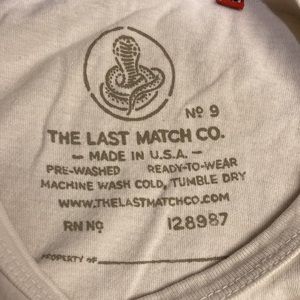 Nº 9
THE LAST MATCH CO.
— MADE IN U.S.A. —
PRE-WASHED READY-TO-WEAR
MACHINE WASH COLD, TUMBLE DRY
WWW.THELASTMATCHCO.COM
RN Nº 128987
PROPERTY OF